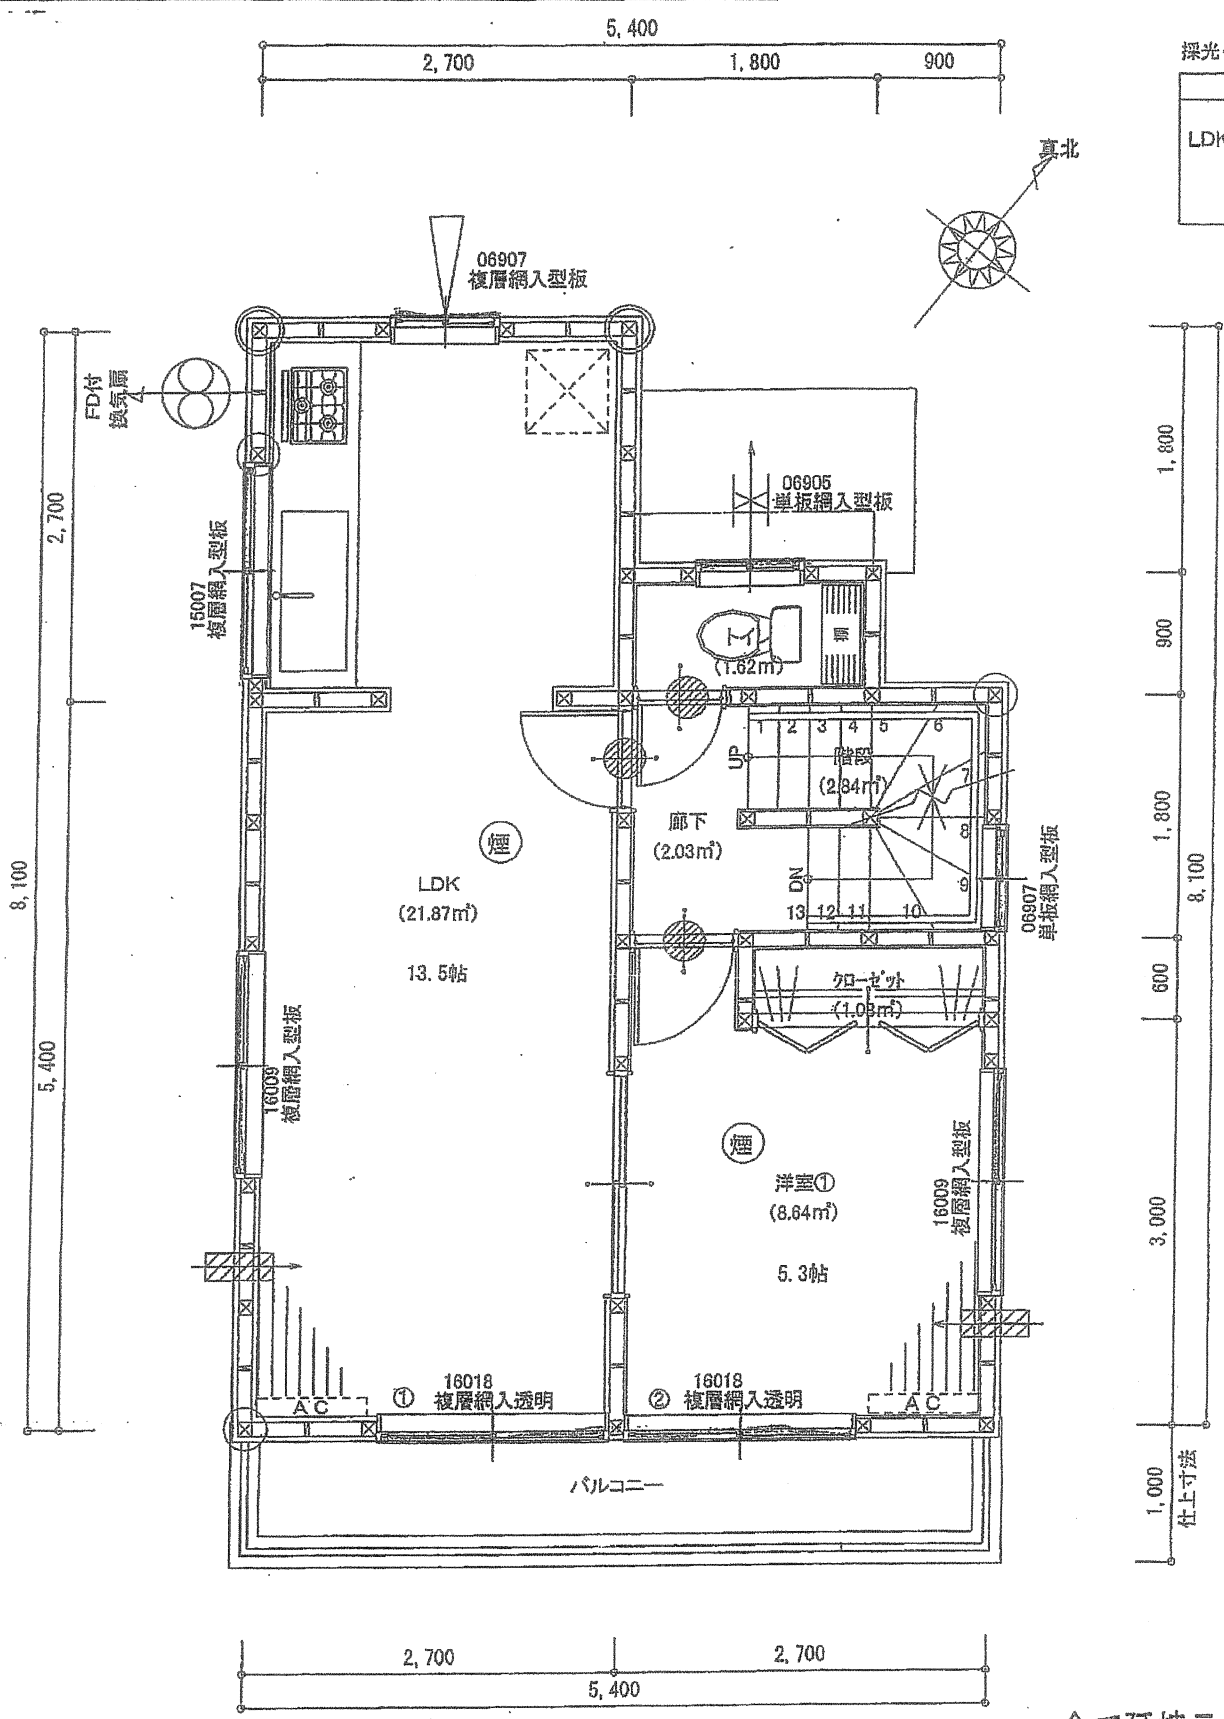 5,400
2,700
1,800
900
採光
LDK
真北
06907
複層網入型板
FD付
換気扇
2,700
15007
複層網入型板
06905
単板網入型板
1,800
900
棚
(1.62㎡)
1
2
3
4
5
6
UP
階段
(2.84㎡)
7
8
9
廊下
(2.03㎡)
DN
13
12
11
10
1,800
06907
単板網入型板
8,100
8,100
煙
LDK
(21.87㎡)
13.5帖
クローゼット
(1.08㎡)
600
5,400
16009
複層網入型板
煙
洋室①
(8.64㎡)
5.3帖
16009
複層網入型板
3,000
AC
① 16018
複層網入透明
② 16018
複層網入透明
AC
バルコニー
1,000
仕上寸法
2,700
2,700
5,400